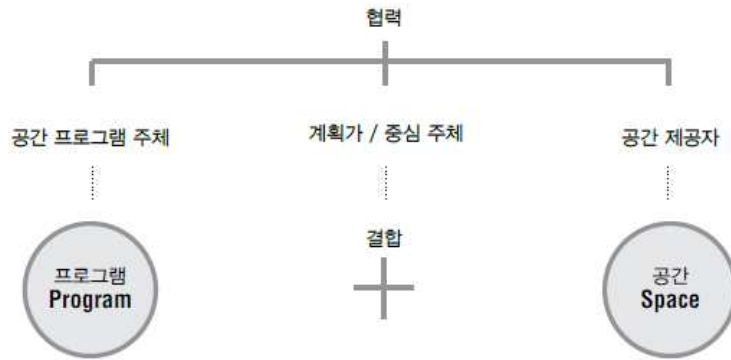 협력
공간 프로그램 주체
계획가 / 중심 주체
공간 제공자
결합
프로그램
Program
공간
Space